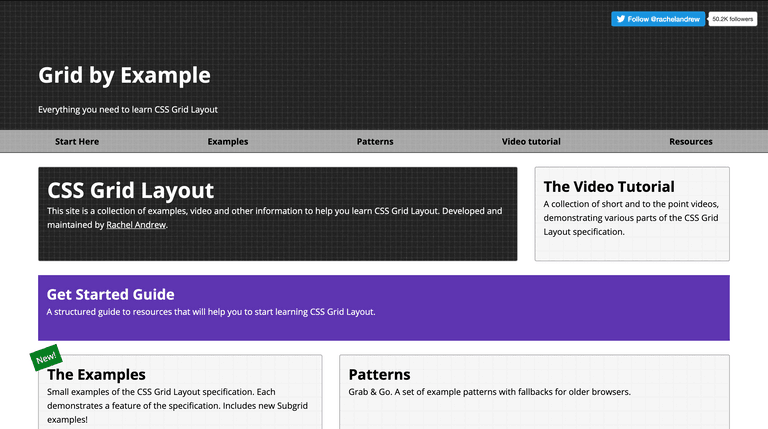 Follow @rachelandrew
50.2K followers
Grid by Example
Everything you need to learn CSS Grid Layout
Start Here
Examples
Patterns
Video tutorial
Resources
CSS Grid Layout
This site is a collection of examples, video and other information to help you learn CSS Grid Layout. Developed and
maintained by Rachel Andrew.
The Video Tutorial
A collection of short and to the point videos,
demonstrating various parts of the CSS Grid
Layout specification.
Get Started Guide
A structured guide to resources that will help you to start learning CSS Grid Layout.
New!
The Examples
Small examples of the CSS Grid Layout specification. Each
demonstrates a feature of the specification. Includes new Subgrid
examples!
Patterns
Grab & Go. A set of example patterns with fallbacks for older browsers.